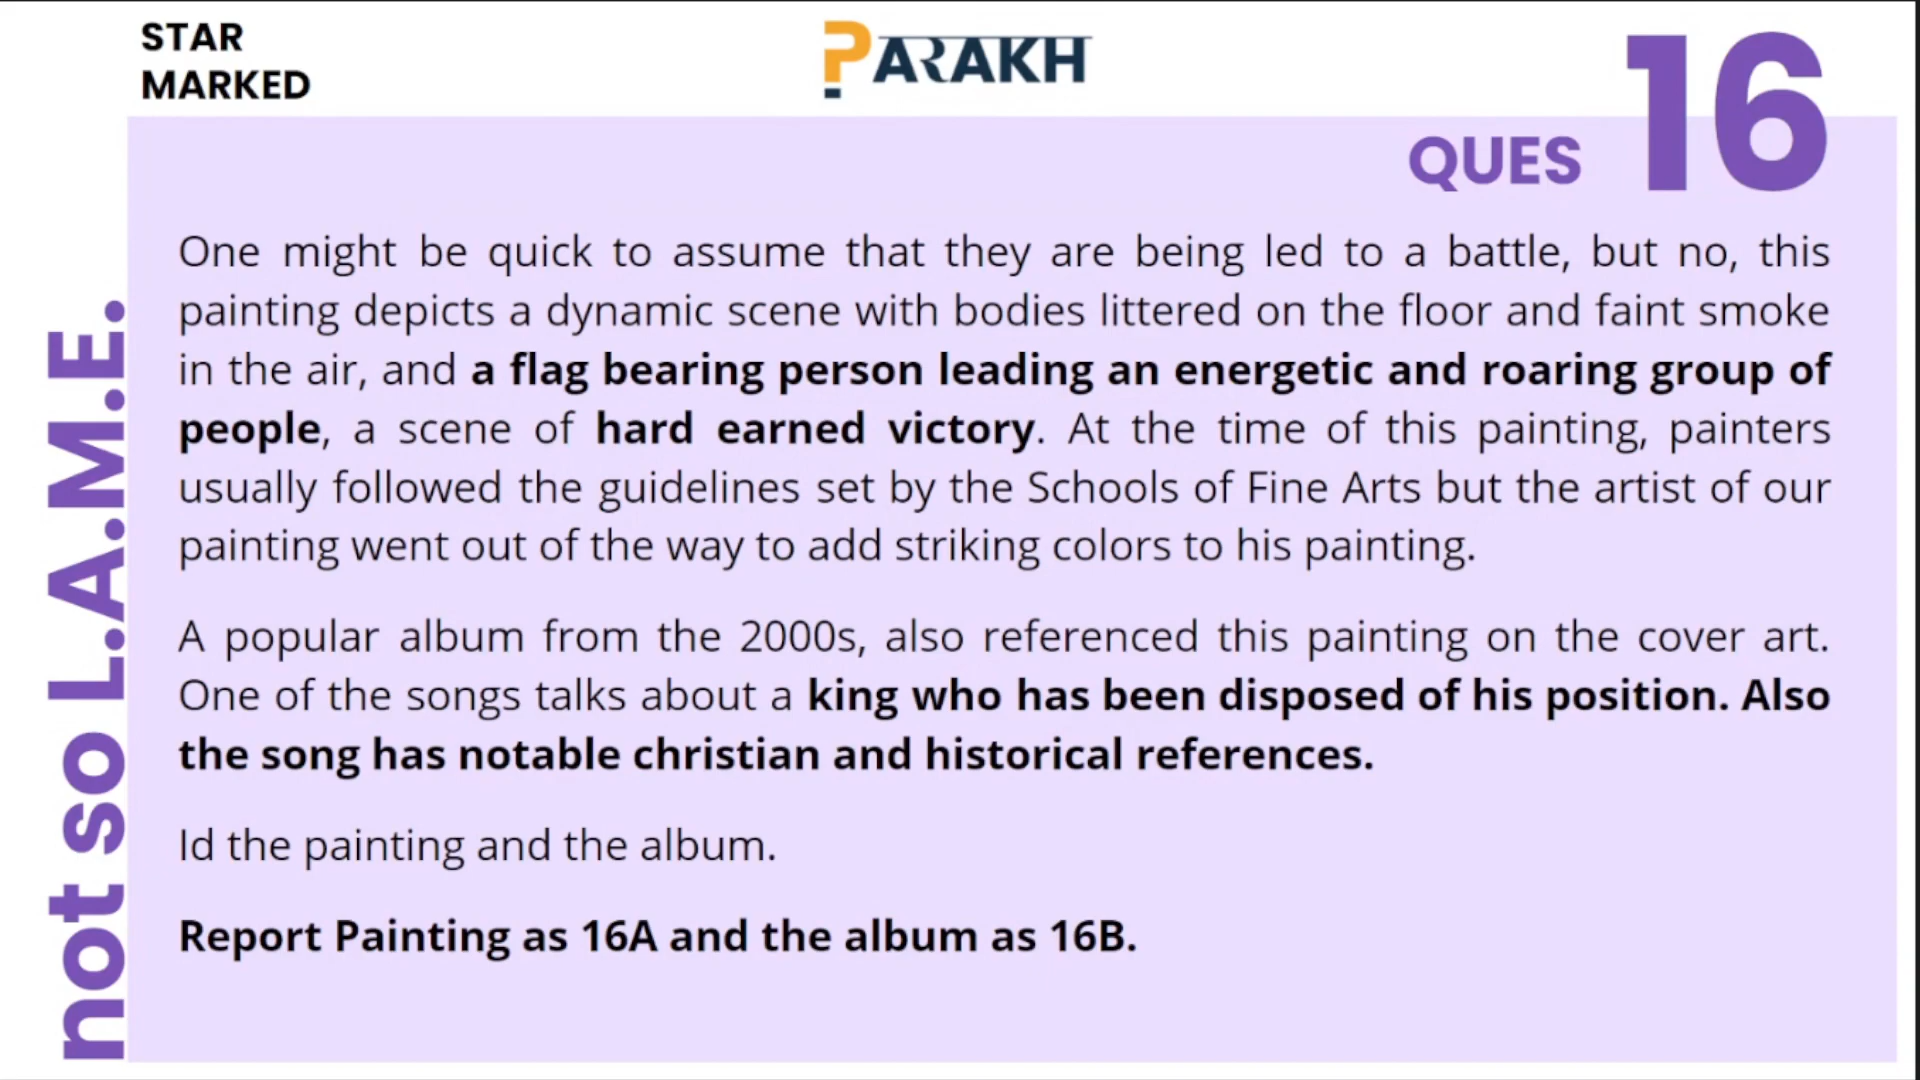 STAR
MARKED
PARAKH
QUES 16
not so L.A.M.E.
One might be quick to assume that they are being led to a battle, but no, this
painting depicts a dynamic scene with bodies littered on the floor and faint smoke
in the air, and a flag bearing person leading an energetic and roaring group of
people, a scene of hard earned victory. At the time of this painting, painters
usually followed the guidelines set by the Schools of Fine Arts but the artist of our
painting went out of the way to add striking colors to his painting.
A popular album from the 2000s, also referenced this painting on the cover art.
One of the songs talks about a king who has been disposed of his position. Also
the song has notable christian and historical references.
Id the painting and the album.
Report Painting as 16A and the album as 16B.